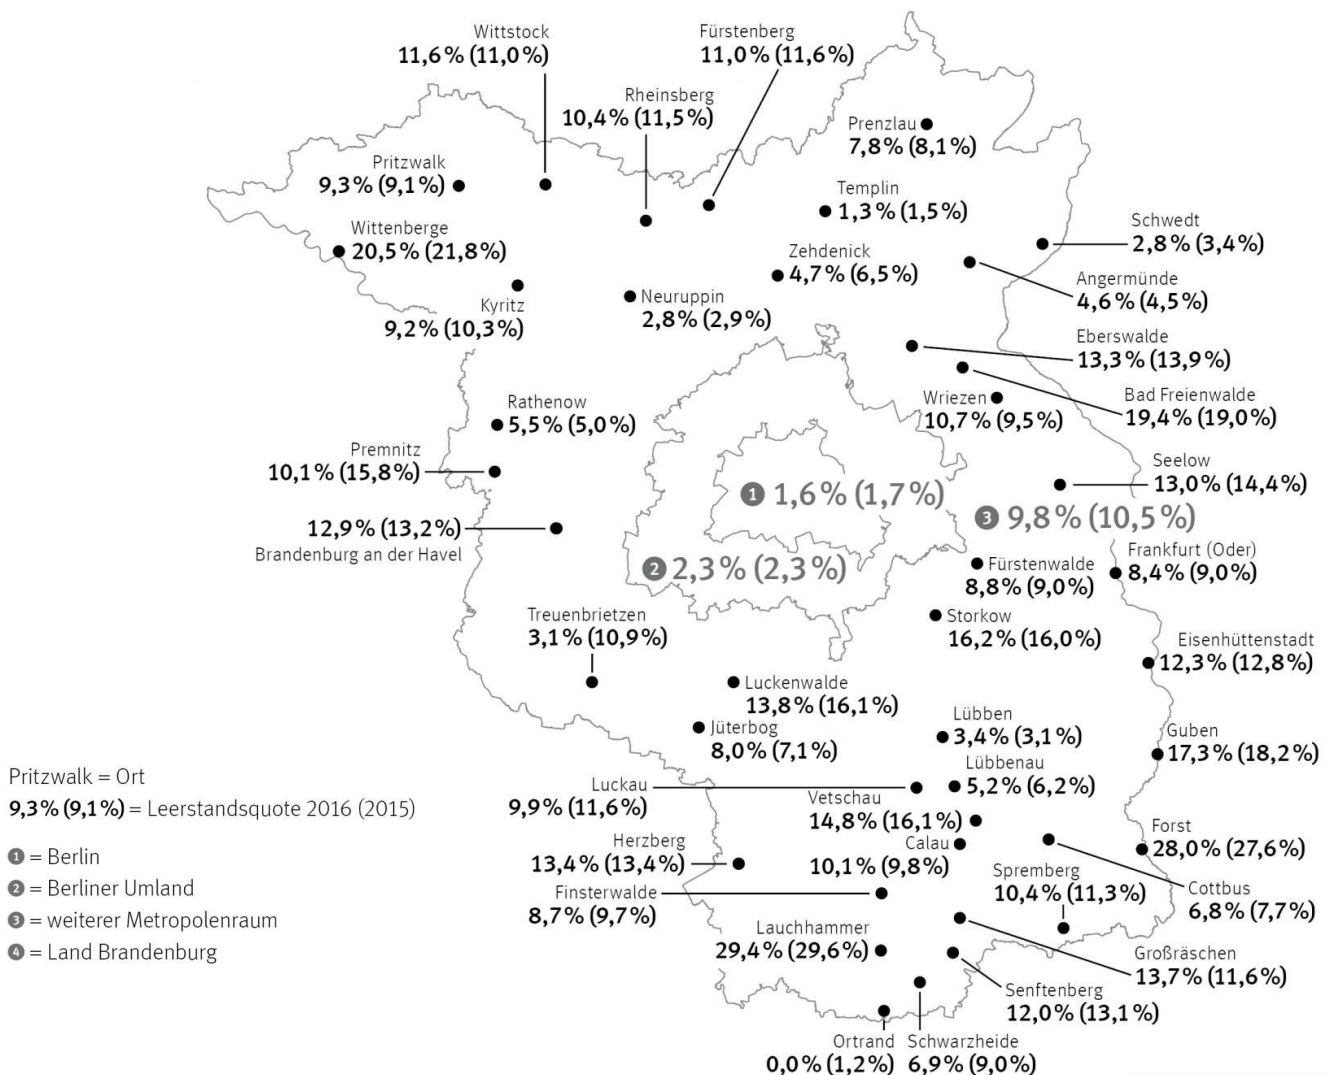 Wittstock
11,6% (11,0%)
Fürstenberg
11,0% (11,6%)
Rheinsberg
10,4% (11,5%)
Prenzlau
7,8% (8,1%)
Pritzwalk
9,3% (9,1%)
Templin
1,3% (1,5%)
Schwedt
2,8% (3,4%)
Wittenberge
20,5% (21,8%)
Zehdenick
4,7% (6,5%)
Angermünde
4,6% (4,5%)
Kyritz
9,2% (10,3%)
Neuruppin
2,8% (2,9%)
Eberswalde
13,3% (13,9%)
Bad Freienwalde
19,4% (19,0%)
Wriezen
10,7% (9,5%)
Rathenow
5,5% (5,0%)
Premnitz
10,1% (15,8%)
Seelow
13,0% (14,4%)
1 1,6% (1,7%)
3 9,8% (10,5%)
12,9% (13,2%)
Brandenburg an der Havel
2 2,3% (2,3%)
Fürstenwalde
8,8% (9,0%)
Frankfurt (Oder)
8,4% (9,0%)
Treuenbrietzen
3,1% (10,9%)
Storkow
16,2% (16,0%)
Eisenhüttenstadt
12,3% (12,8%)
Luckenwalde
13,8% (16,1%)
Jüterbog
8,0% (7,1%)
Lübben
3,4% (3,1%)
Guben
17,3% (18,2%)
Lübbenau
5,2% (6,2%)
Luckau
9,9% (11,6%)
Vetschau
14,8% (16,1%)
Herzberg
13,4% (13,4%)
Calau
10,1% (9,8%)
Forst
28,0% (27,6%)
Spremberg
10,4% (11,3%)
Cottbus
6,8% (7,7%)
Finsterwalde
8,7% (9,7%)
Lauchhammer
29,4% (29,6%)
Großräschen
13,7% (11,6%)
Senftenberg
12,0% (13,1%)
Ortrand
0,0% (1,2%)
Schwarzheide
6,9% (9,0%)
Pritzwalk = Ort
9,3% (9,1%) = Leerstandsquote 2016 (2015)
1 = Berlin
2 = Berliner Umland
3 = weiterer Metropolenraum
4 = Land Brandenburg